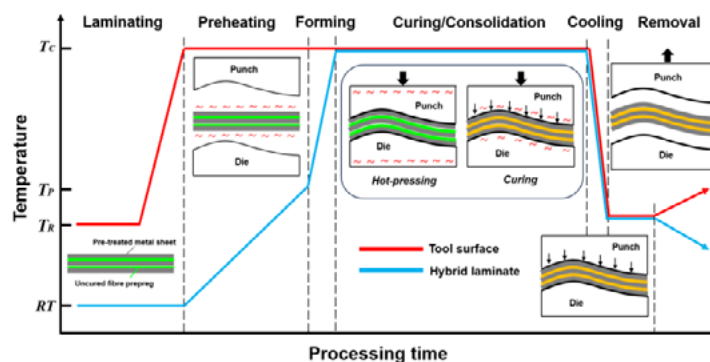 Laminating Preheating Forming Curing/Consolidation Cooling Removal
Temperature
T_C
T_P
T_R
RT
Punch
Die
Punch
Die
Hot-pressing
Punch
Die
Curing
Punch
Die
Pre-treated metal sheet
Uncured fibre prepreg
Tool surface
Hybrid laminate
Punch
Die
Processing time